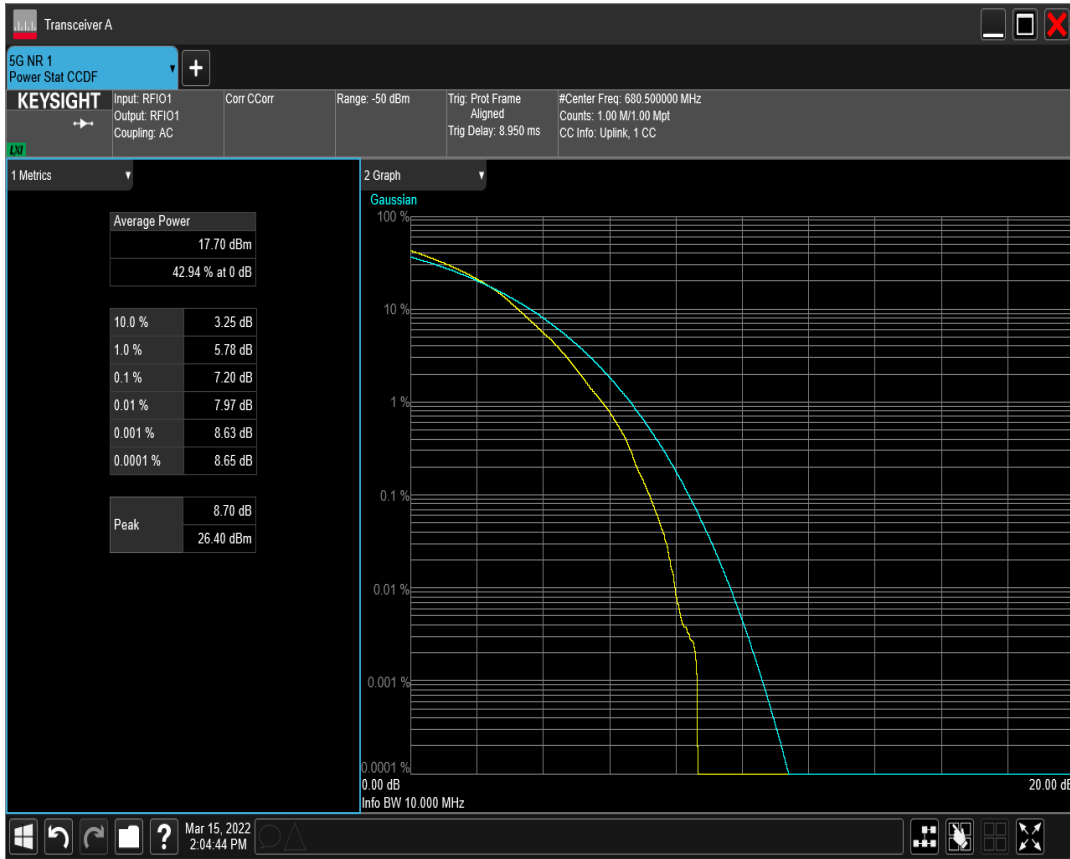 Transceiver A
5G NR 1
Power Stat CCDF
+
KEYSIGHT
LXI
Input: RFIO1
Output: RFIO1
Coupling: AC
Corr CCorr
Range: -50 dBm
Trig: Prot Frame
Aligned
Trig Delay: 8.950 ms
#Center Freq: 680.500000 MHz
Counts: 1.00 M/1.00 Mpt
CC Info: Uplink, 1 CC
1 Metrics
Average Power
17.70 dBm
42.94 % at 0 dB
10.0 % 3.25 dB
1.0 % 5.78 dB
0.1 % 7.20 dB
0.01 % 7.97 dB
0.001 % 8.63 dB
0.0001 % 8.65 dB
Peak
8.70 dB
26.40 dBm
2 Graph
Gaussian
100 %
10 %
1 %
0.1 %
0.01 %
0.001 %
0.0001 %
0.00 dB 20.00 dB
Info BW 10.000 MHz
?
Mar 15, 2022
2:04:44 PM